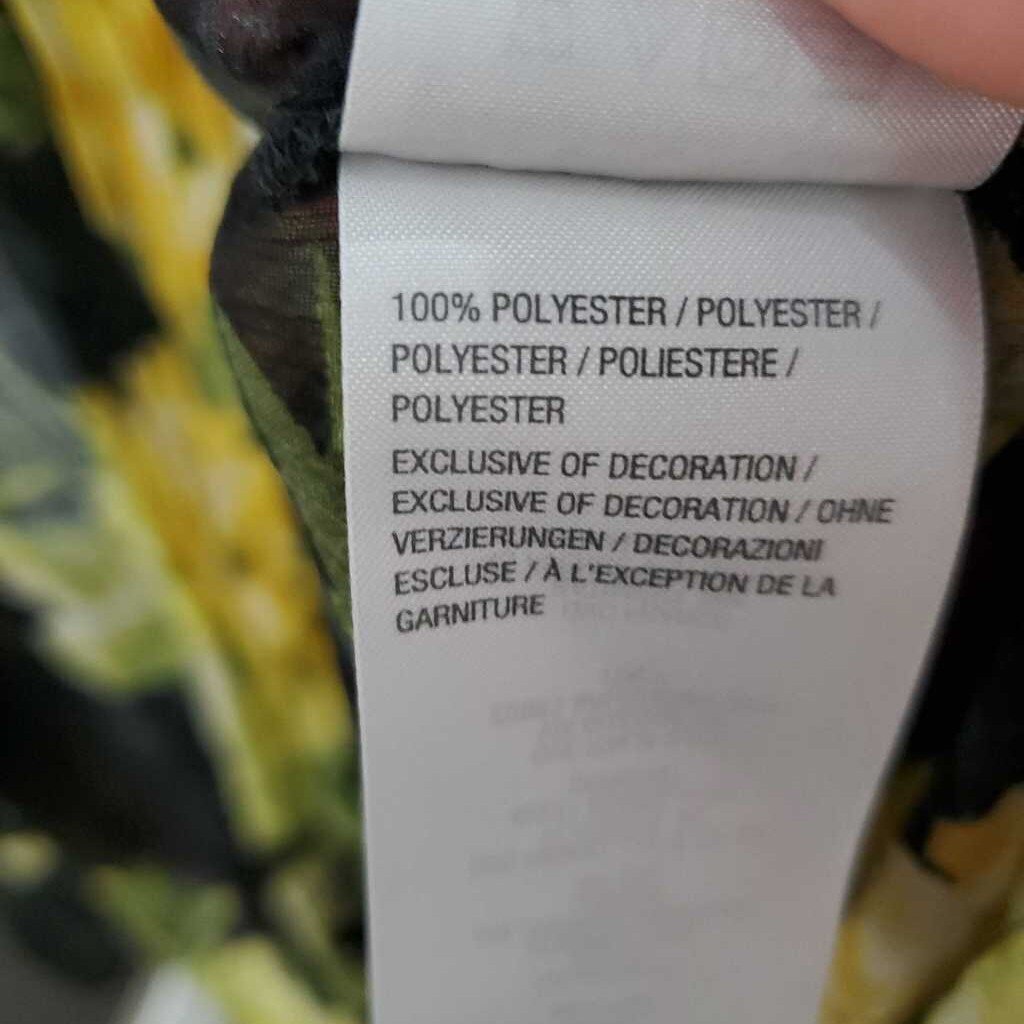 100% POLYESTER / POLYESTER /
POLYESTER / POLIESTERE /
POLYESTER
EXCLUSIVE OF DECORATION /
EXCLUSIVE OF DECORATION / OHNE
VERZIERUNGEN / DECORAZIONI
ESCLUSE / À L'EXCEPTION DE LA
GARNITURE